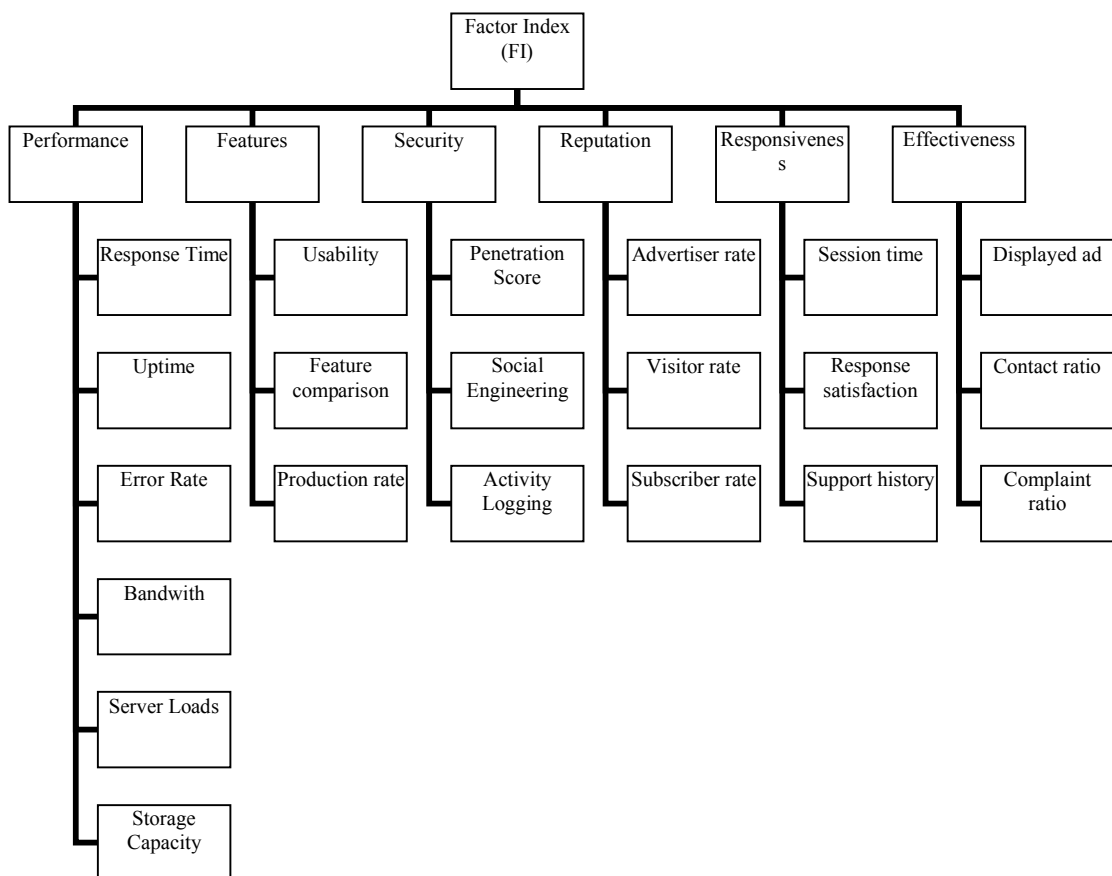 Factor Index
(FI)
Performance
Features
Security
Reputation
Responsivenes
s
Effectiveness
Response Time
Usability
Penetration
Score
Advertiser rate
Session time
Displayed ad
Uptime
Feature
comparison
Social
Engineering
Visitor rate
Response
satisfaction
Contact ratio
Error Rate
Production rate
Activity
Logging
Subscriber rate
Support history
Complaint
ratio
Bandwith
Server Loads
Storage
Capacity